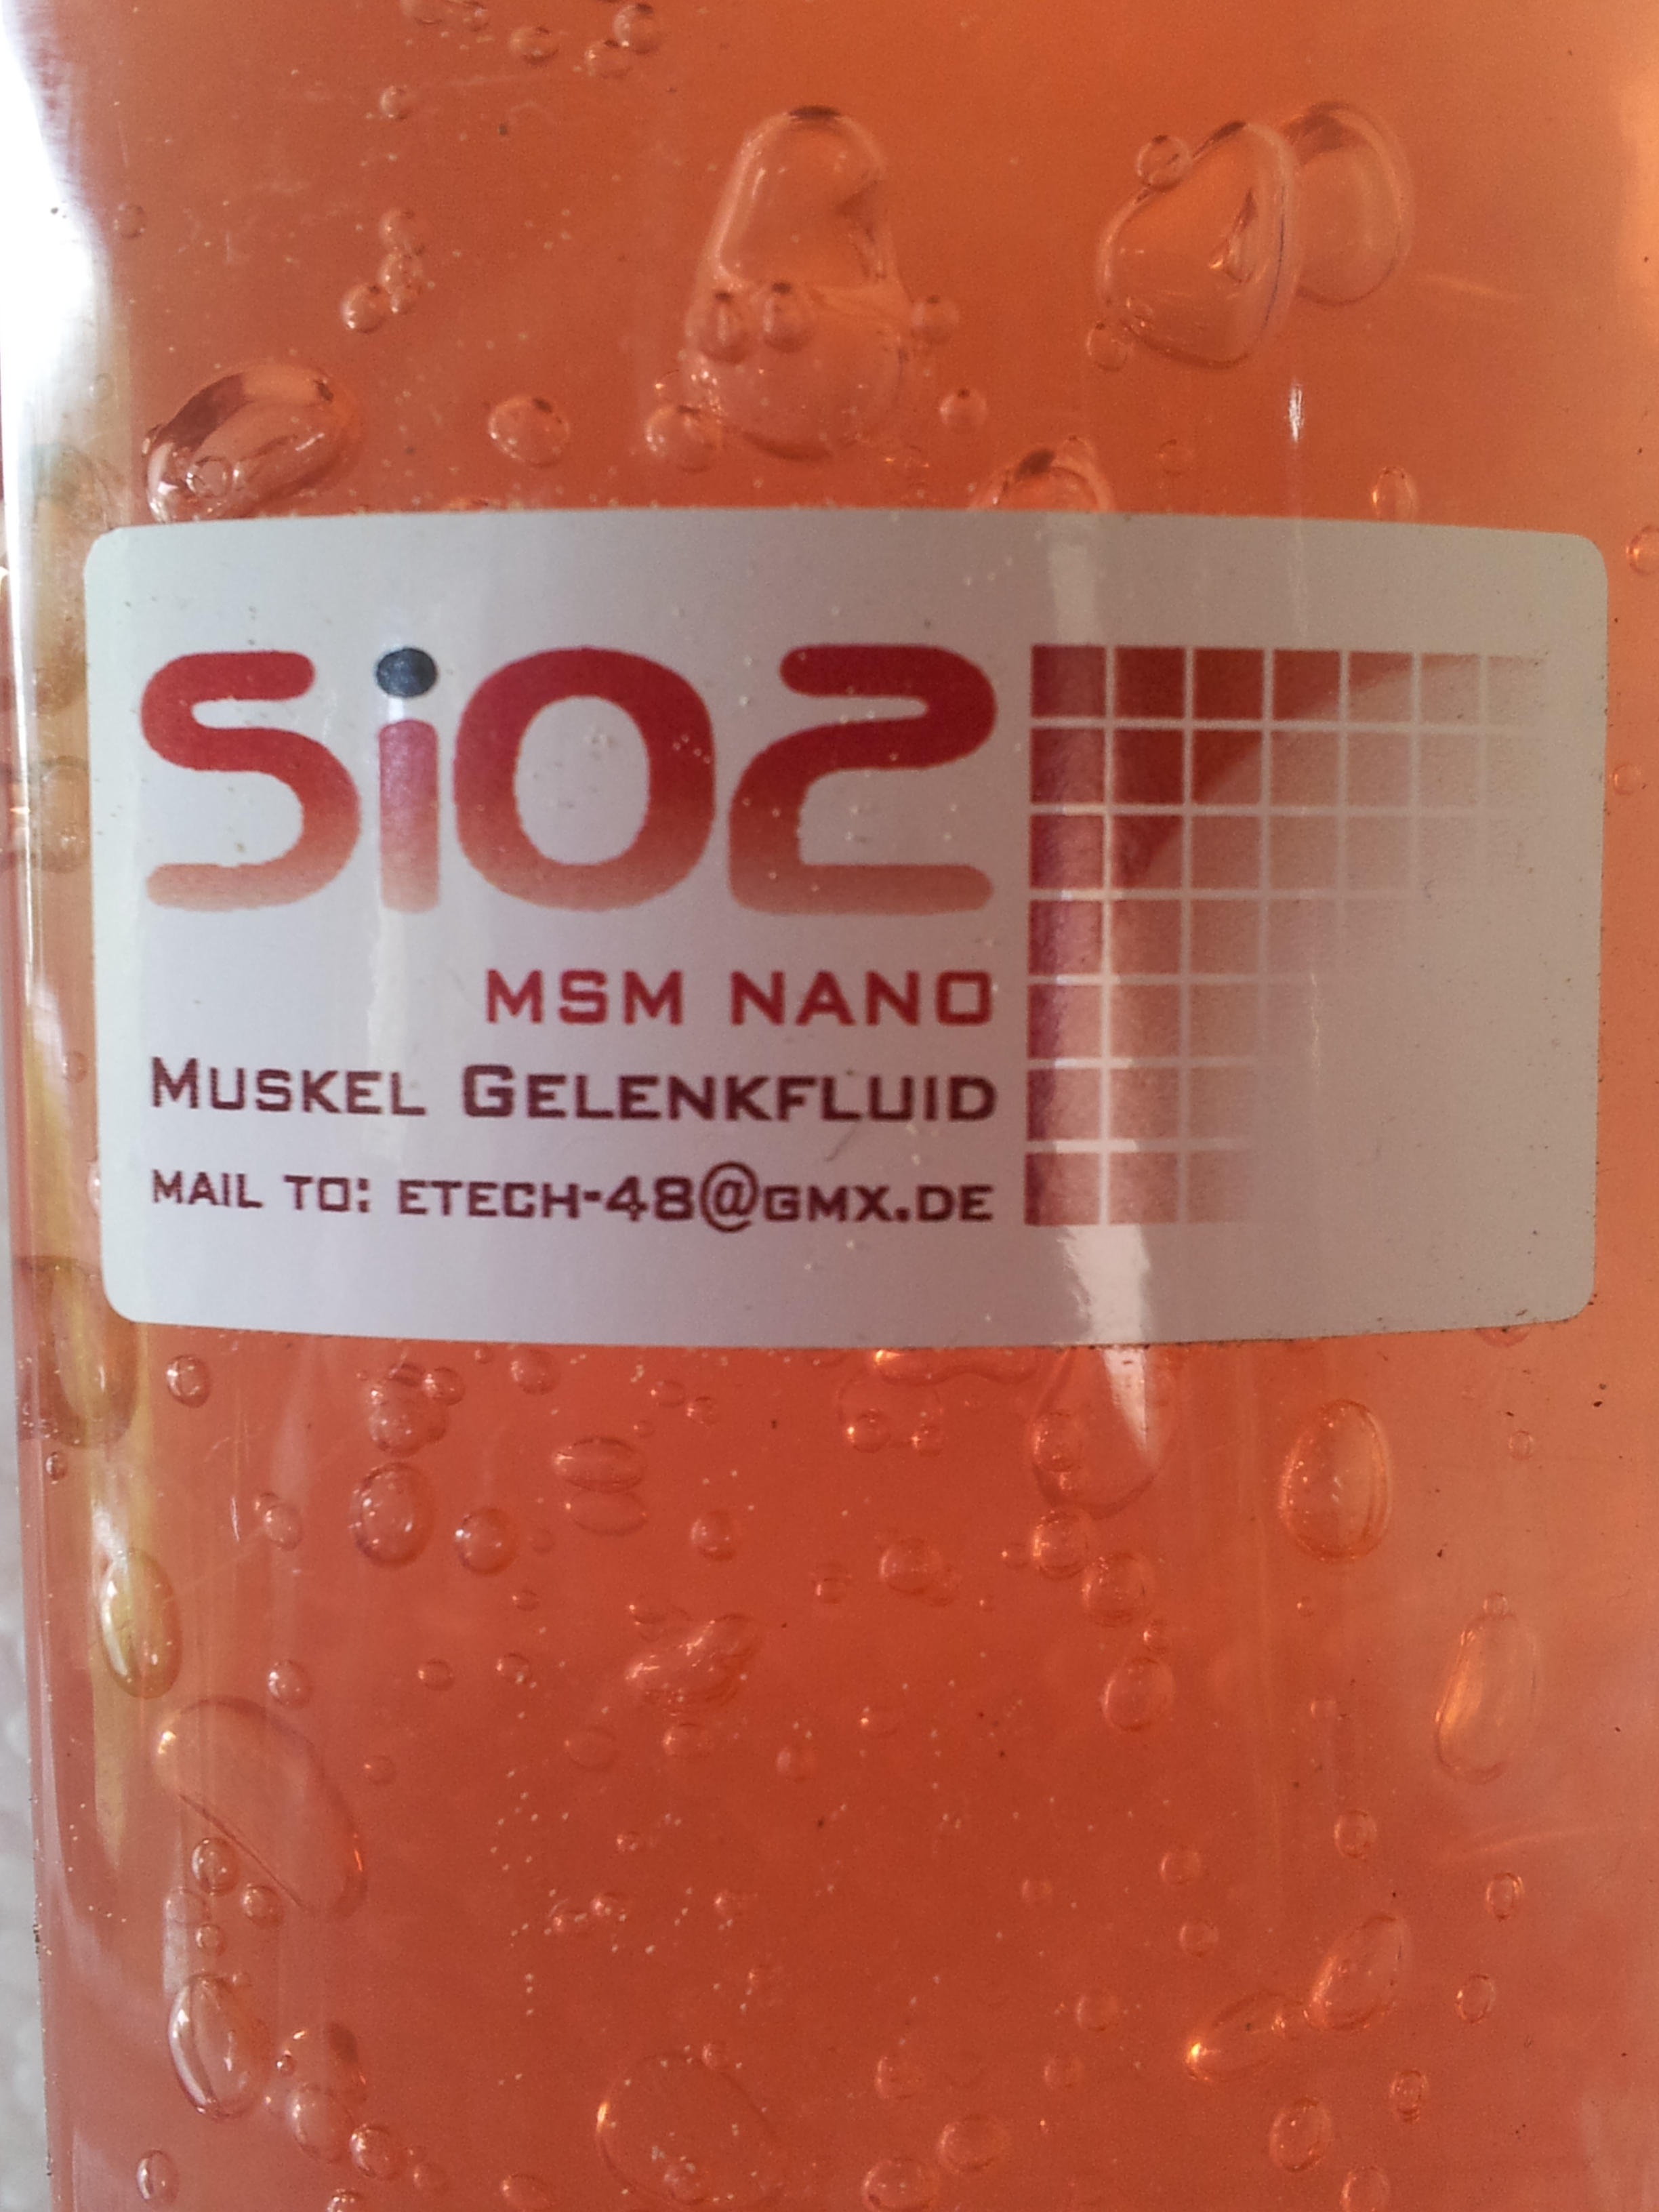 SiO2
MSM NANO
MUSKEL GELENKFLUID
MAIL TO: ETECH-48@GMX.DE